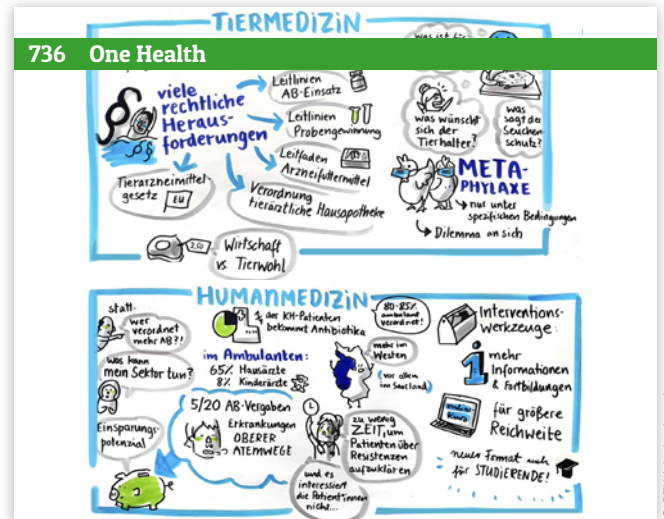 TiERMEDiZiN
736 One Health
viele
rechtliche
Heraus-
forderungen
Leitlinien
AB-Einsatz
Leitlinien
Probengewinnung
Leitfaden
Arzneifuttermittel
Verordnung
tierärztliche Hausapotheke
Tierarzneimittel-
gesetz
EU
was wünscht
sich der
Tierhalter?
was
sagt der
Seuchen-
schutz?
META-
PHYLAXE
nur unter
spezifischen Bedingungen
Dilemma an sich
Wirtschaft
vs. Tierwohl
HUMANMEDiZiN
statt:
wer
verordnet
mehr AB?!
was kann
mein Sektor tun?
Einsparungs-
potenzial
der KH-Patienten
bekommt Antibiotika
80-85%
ambulant
verordnet!
im Ambulanten:
65% Hausärzte
8% Kinderärzte
mehr im
Westen
(vor allem
im Saarland)
5/20 AB-Vergaben
Erkrankungen
OBERER
ATEMWEGE
zu wenig
ZEIT, um
Patienten über
Resistenzen
aufzuklären
und es
interessiert
die Patient*innen
nicht...
Interventions-
werkzeuge:
mehr
Informationen
& Fortbildungen
online
Kurs
für größere
Reichweite
neues Format auch
für STUDiERENDE!